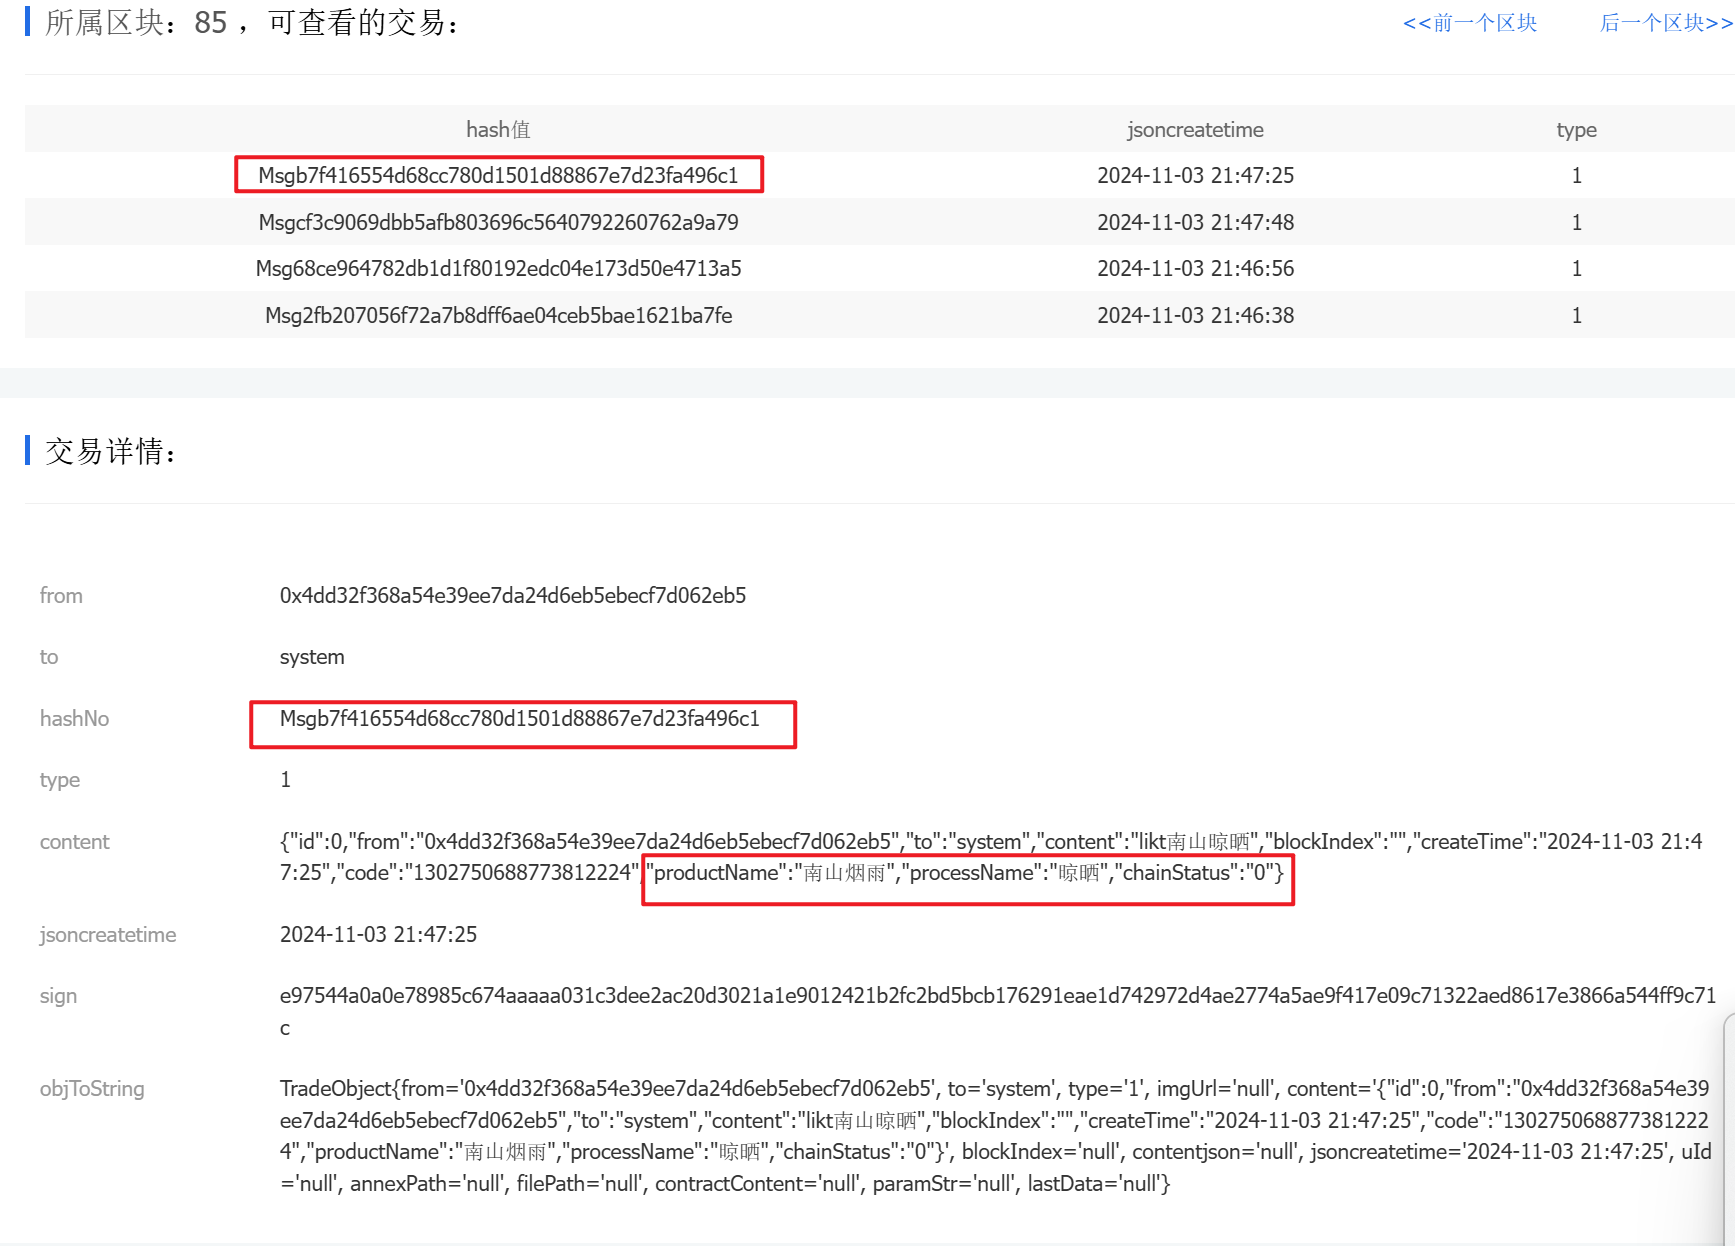 所属区块：85 ，可查看的交易：
<<前一个区块 后一个区块>>
hash值 jsoncreatetime type
Msgb7f416554d68cc780d1501d88867e7d23fa496c1 2024-11-03 21:47:25 1
Msgcf3c9069dbb5afb803696c5640792260762a9a79 2024-11-03 21:47:48 1
Msg68ce964782db1d1f80192edc04e173d50e4713a5 2024-11-03 21:46:56 1
Msg2fb207056f72a7b8dff6ae04ceb5bae1621ba7fe 2024-11-03 21:46:38 1
交易详情：
from 0x4dd32f368a54e39ee7da24d6eb5ebecf7d062eb5
to system
hashNo Msgb7f416554d68cc780d1501d88867e7d23fa496c1
type 1
content {"id":0,"from":"0x4dd32f368a54e39ee7da24d6eb5ebecf7d062eb5","to":"system","content":"likt南山晾晒","blockIndex":"","createTime":"2024-11-03 21:4
7:25","code":"1302750688773812224","productName":"南山烟雨","processName":"晾晒","chainStatus":"0"}
jsoncreatetime 2024-11-03 21:47:25
sign e97544a0a0e78985c674aaaaa031c3dee2ac20d3021a1e9012421b2fc2bd5bcb176291eae1d742972d4ae2774a5ae9f417e09c71322aed8617e3866a544ff9c71
c
objToString TradeObject{from='0x4dd32f368a54e39ee7da24d6eb5ebecf7d062eb5', to='system', type='1', imgUrl='null', content='{"id":0,"from":"0x4dd32f368a54e39
ee7da24d6eb5ebecf7d062eb5","to":"system","content":"likt南山晾晒","blockIndex":"","createTime":"2024-11-03 21:47:25","code":"130275068877381222
4","productName":"南山烟雨","processName":"晾晒","chainStatus":"0"}', blockIndex='null', contentjson='null', jsoncreatetime='2024-11-03 21:47:25', uId
='null', annexPath='null', filePath='null', contractContent='null', paramStr='null', lastData='null'}